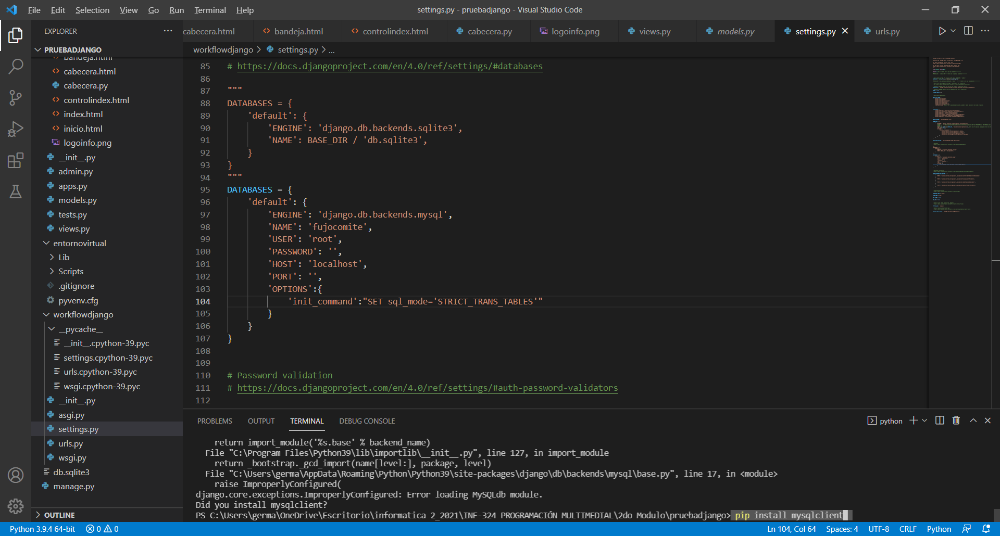 File Edit Selection View Go Run Terminal Help
settings.py - pruebadjango - Visual Studio Code
EXPLORER
PRUEBADJANGO
bandeja.html
cabecera.html
cabecera.py
controlindex.html
index.html
inicio.html
logoinfo.png
__init__.py
admin.py
apps.py
models.py
tests.py
views.py
entornovirtual
Lib
Scripts
.gitignore
pyvenv.cfg
workflowdjango
__pycache__
__init__.cpython-39.pyc
settings.cpython-39.pyc
urls.cpython-39.pyc
wsgi.cpython-39.pyc
__init__.py
asgi.py
settings.py
urls.py
wsgi.py
db.sqlite3
manage.py
OUTLINE
cabecera.html bandeja.html controlindex.html cabecera.py logoinfo.png views.py models.py settings.py urls.py
workflowdjango > settings.py > ...
85 # https://docs.djangoproject.com/en/4.0/ref/settings/#databases
86
87 """
88 DATABASES = {
89 'default': {
90 'ENGINE': 'django.db.backends.sqlite3',
91 'NAME': BASE_DIR / 'db.sqlite3',
92 }
93 }
94 """
95 DATABASES = {
96 'default': {
97 'ENGINE': 'django.db.backends.mysql',
98 'NAME': 'fujocomite',
99 'USER': 'root',
100 'PASSWORD': '',
101 'HOST': 'localhost',
102 'PORT': '',
103 'OPTIONS':{
104 'init_command':"SET sql_mode='STRICT_TRANS_TABLES'"
105 }
106 }
107 }
108
109
110 # Password validation
111 # https://docs.djangoproject.com/en/4.0/ref/settings/#auth-password-validators
112
PROBLEMS OUTPUT TERMINAL DEBUG CONSOLE
python
return import_module('%s.base' % backend_name)
File "C:\Program Files\Python39\lib\importlib\__init__.py", line 127, in import_module
return _bootstrap._gcd_import(name[level:], package, level)
File "C:\Users\germa\AppData\Roaming\Python\Python39\site-packages\django\db\backends\mysql\base.py", line 17, in <module>
raise ImproperlyConfigured(
django.core.exceptions.ImproperlyConfigured: Error loading MySQLdb module.
Did you install mysqlclient?
PS C:\Users\germa\OneDrive\Escritorio\informatica 2_2021\INF-324 PROGRAMACIÓN MULTIMEDIAL\2do Modulo\pruebadjango> pip install mysqlclient
Python 3.9.4 64-bit 0 0
Ln 104, Col 64 Spaces: 4 UTF-8 CRLF Python